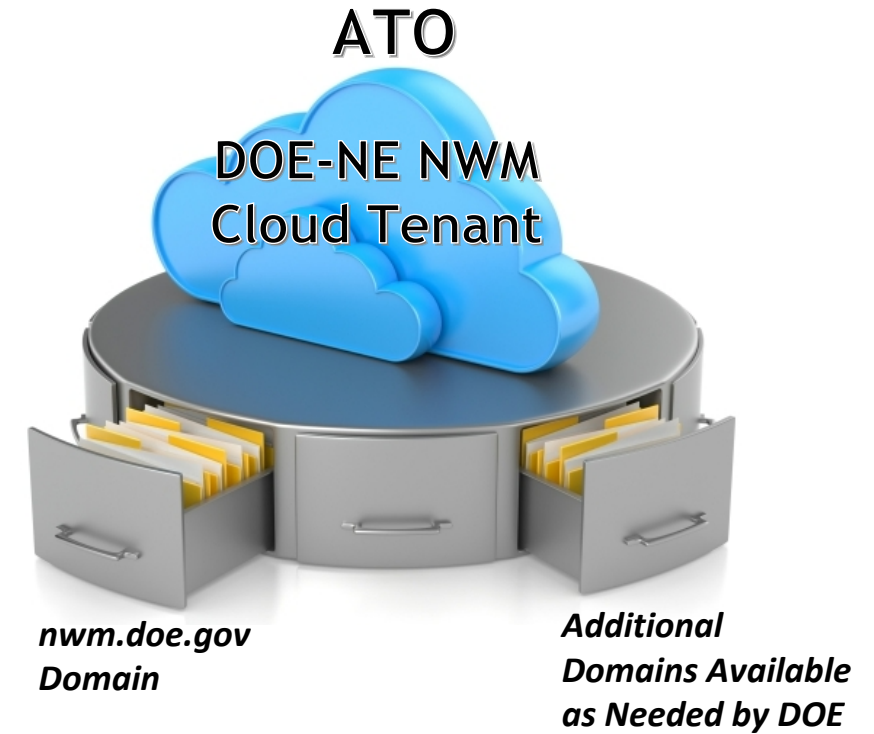 ATO
DOE-NE NWM
Cloud Tenant
nwm.doe.gov
Domain
Additional
Domains Available
as Needed by DOE